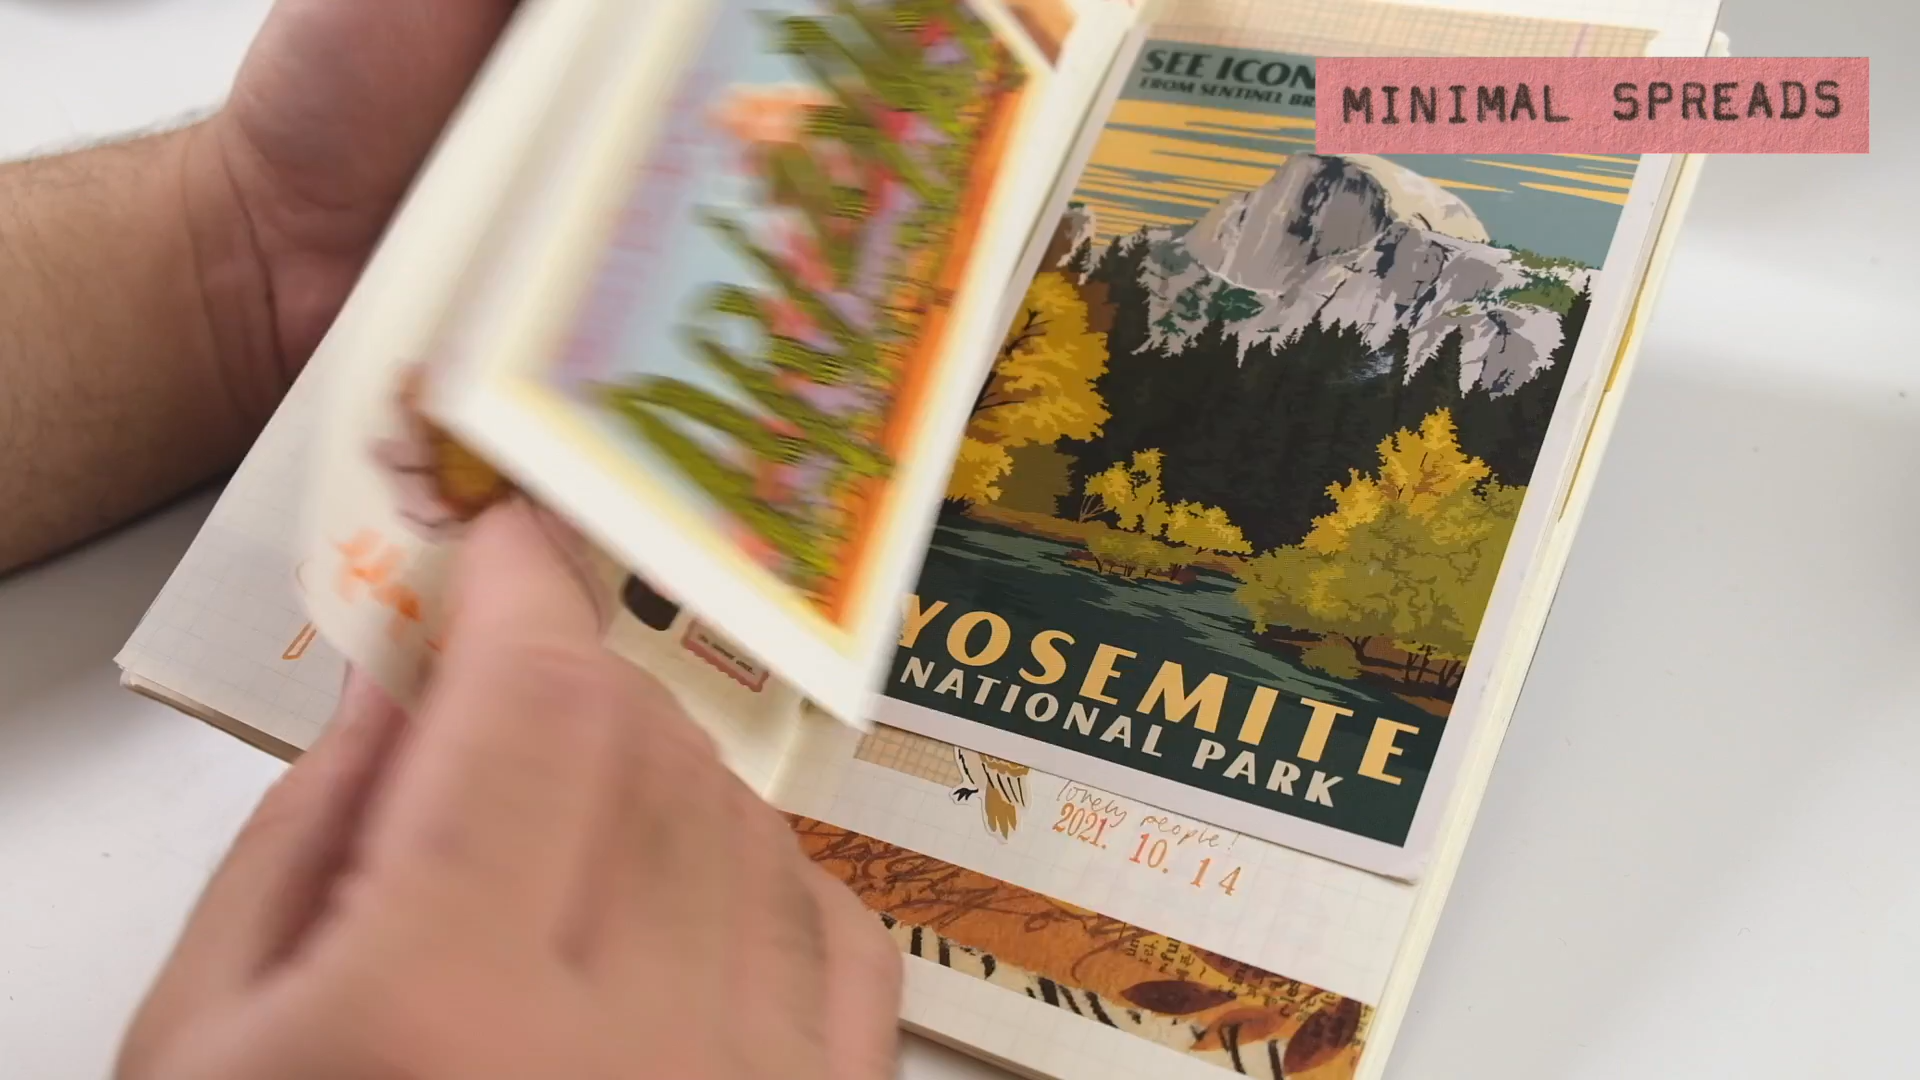 SEE ICON
FROM SENTINEL BR
MINIMAL SPREADS
YOSEMITE
NATIONAL PARK
lonely people!
2021. 10. 14